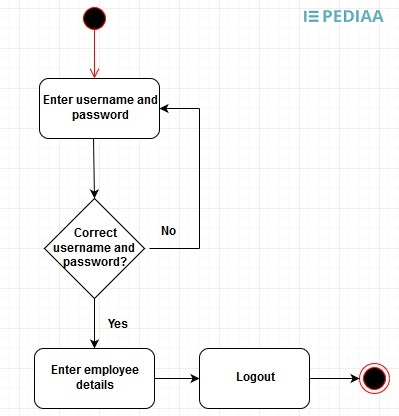 PEDIAA
Enter username and
password
Correct
username and
password?
No
Yes
Enter employee
details
Logout